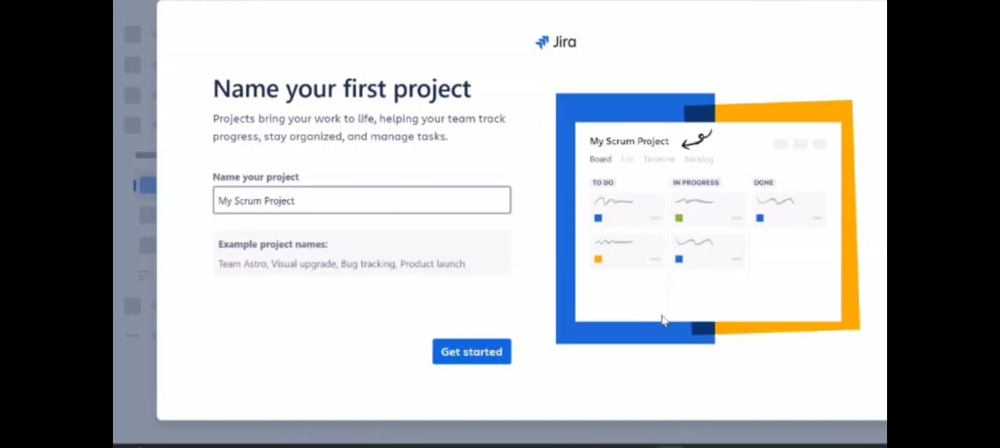 Jira
Name your first project
Projects bring your work to life, helping your team track
progress, stay organized, and manage tasks.
Name your project
My Scrum Project
Example project names:
Team Astro, Visual upgrade, Bug tracking, Product launch
Get started
My Scrum Project
Board List Timeline Backlog
TO DO IN PROGRESS DONE